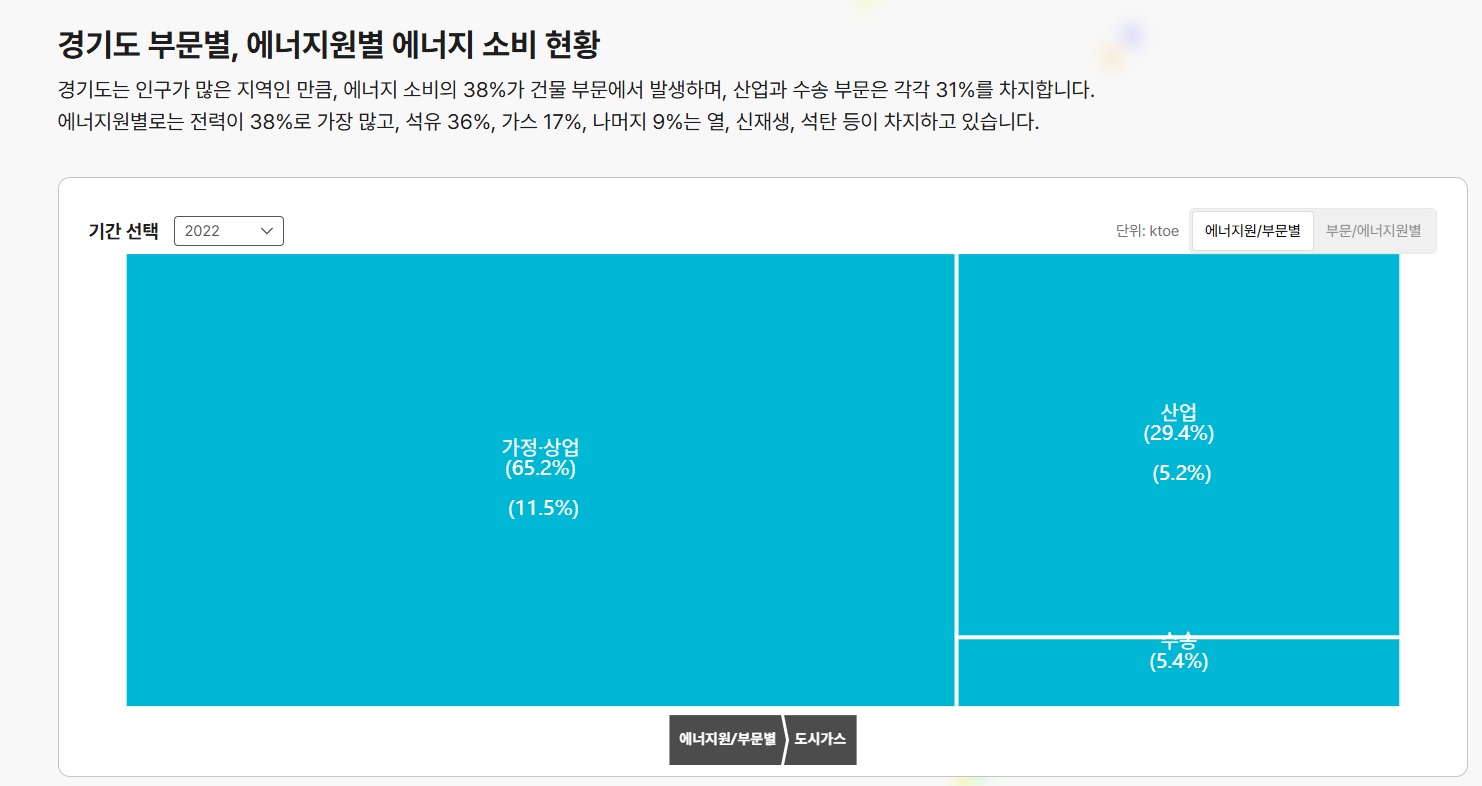 경기도 부문별, 에너지원별 에너지 소비 현황
경기도는 인구가 많은 지역인 만큼, 에너지 소비의 38%가 건물 부문에서 발생하며, 산업과 수송 부문은 각각 31%를 차지합니다.
에너지원별로는 전력이 38%로 가장 많고, 석유 36%, 가스 17%, 나머지 9%는 열, 신재생, 석탄 등이 차지하고 있습니다.
기간 선택 2022 단위: ktoe 에너지원/부문별 부문/에너지원별
가정·상업
(65.2%)
(11.5%)
산업
(29.4%)
(5.2%)
수송
(5.4%)
에너지원/부문별 도시가스